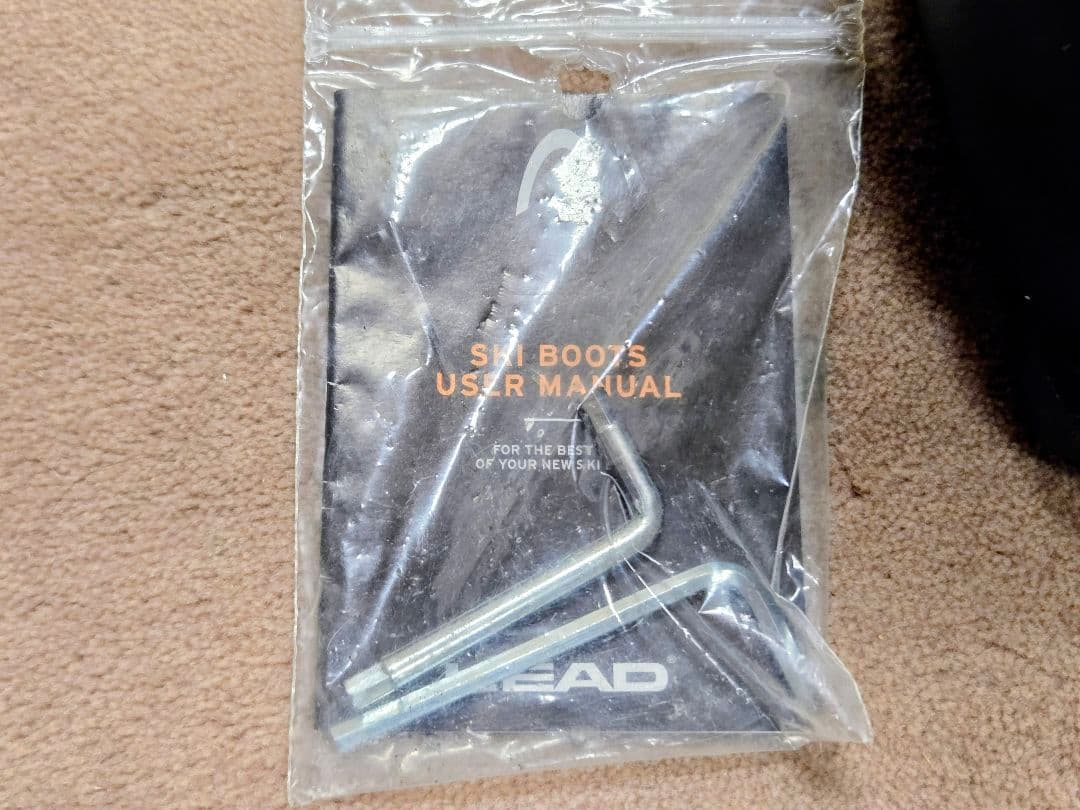 SKI BOOTS
USER MANUAL
FOR THE BEST
OF YOUR NEW SKI
HEAD®